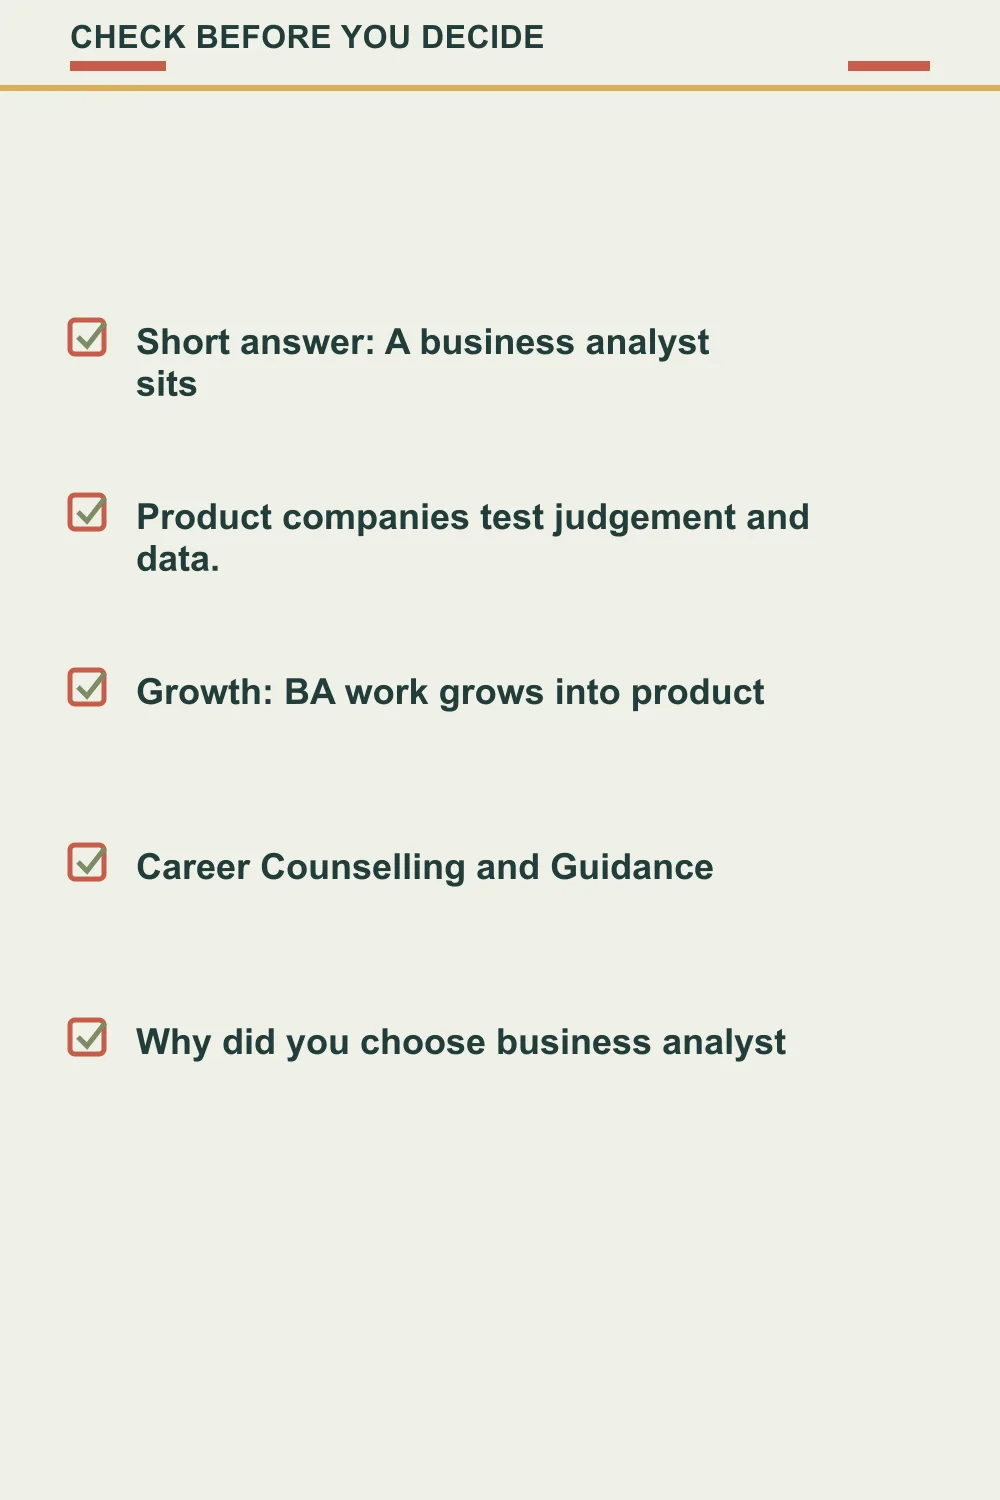 CHECK BEFORE YOU DECIDE
Short answer: A business analyst
sits
Product companies test judgement and
data.
Growth: BA work grows into product
Career Counselling and Guidance
Why did you choose business analyst